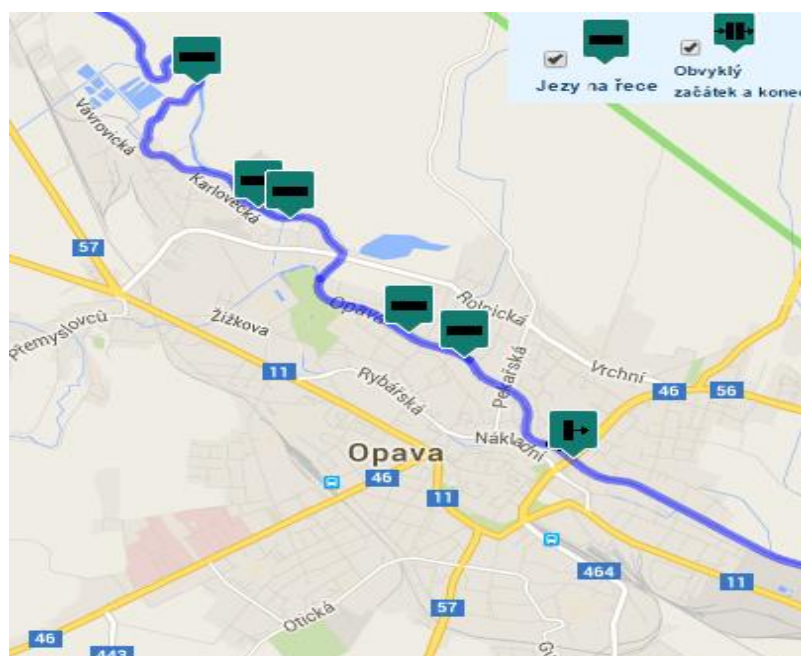 Jezy na řece
Obvyklý
začátek a konec
Vávrovická
Karlovecká
57
Opava
Rolnická
Přemyslovců
Žižkova
11
Rybářská
Pekařská
Vrchní
46
56
Nákladní
Opava
46
11
464
11
57
Otická
46
443